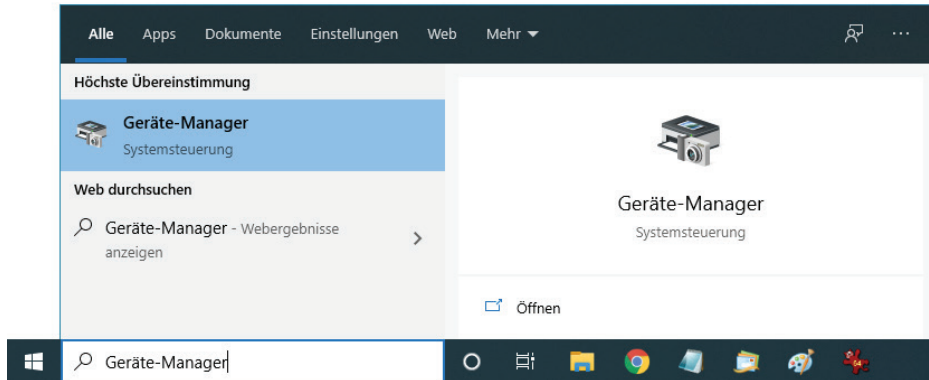 Alle Apps Dokumente Einstellungen Web Mehr
Höchste Übereinstimmung
Geräte-Manager
Systemsteuerung
Web durchsuchen
Geräte-Manager - Webergebnisse
anzeigen
Geräte-Manager
Systemsteuerung
Öffnen
Geräte-Manager